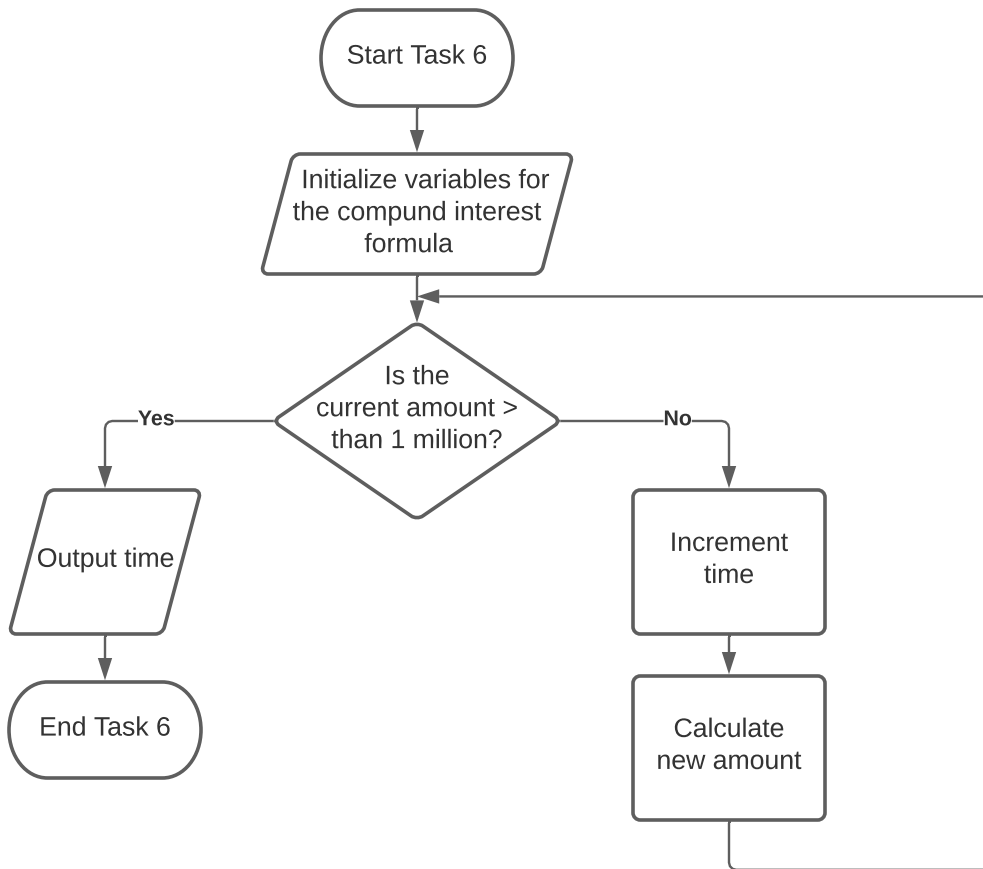 Start Task 6
Initialize variables for
the compund interest
formula
Is the
current amount >
than 1 million?
Yes
No
Output time
Increment
time
End Task 6
Calculate
new amount